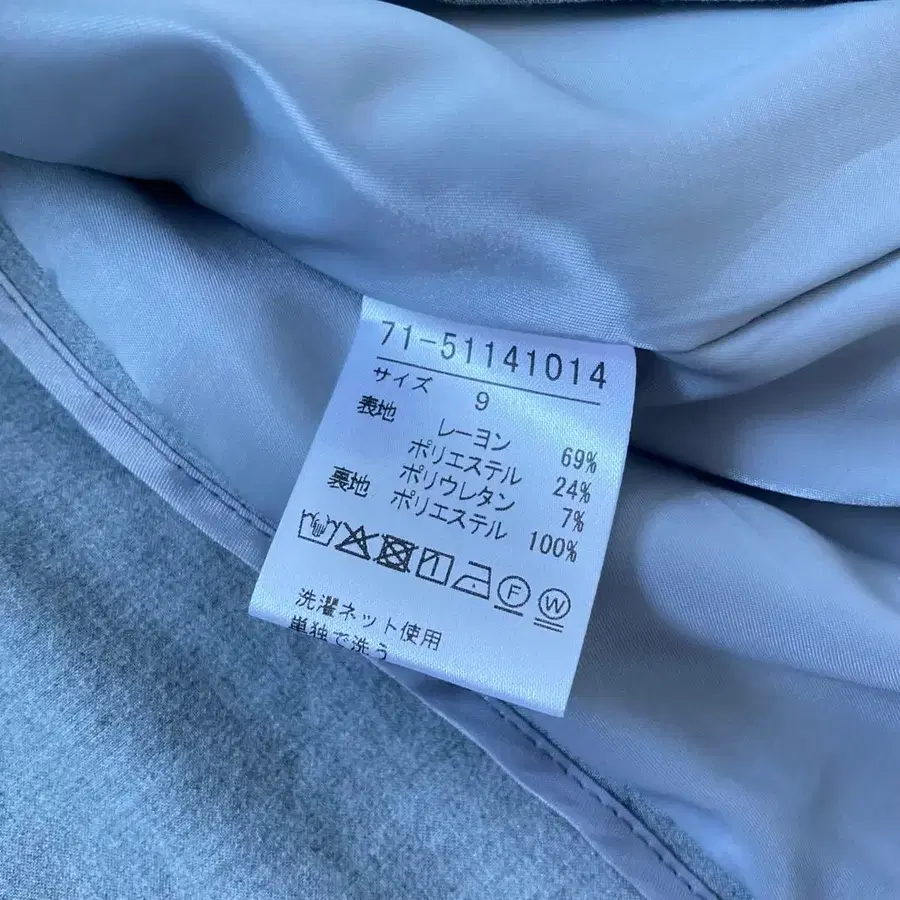 71-51141014
サイズ 9
表地 レーヨン 69%
ポリエステル 24%
ポリウレタン 7%
裏地 ポリエステル 100%
F W
洗濯ネット使用
単独で洗う